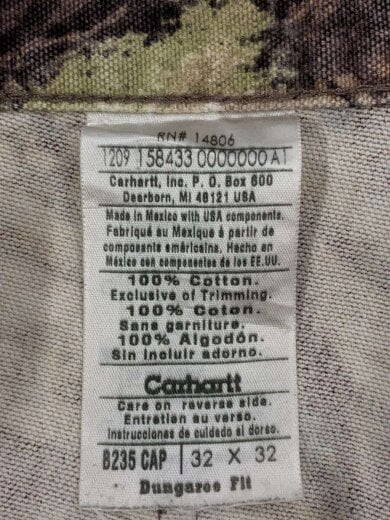 RN# 14806
1209 158433 0000000 A1
Carhartt, Inc. P. O. Box 600
Dearborn, MI 48121 USA
Made in Mexico with USA components.
Fabriqué au Mexique à partir de
composants américains. Hecho en
México con componentes de los EE.UU.
100% Cotton.
Exclusive of Trimming.
100% Coton.
Sans garniture.
100% Algodón.
Sin incluir adorno.
Carhartt
Care on reverse side.
Entretien au verso.
Instrucciones de cuidado al dorso.
B235 CAP 32 X 32
Dungaree Fit